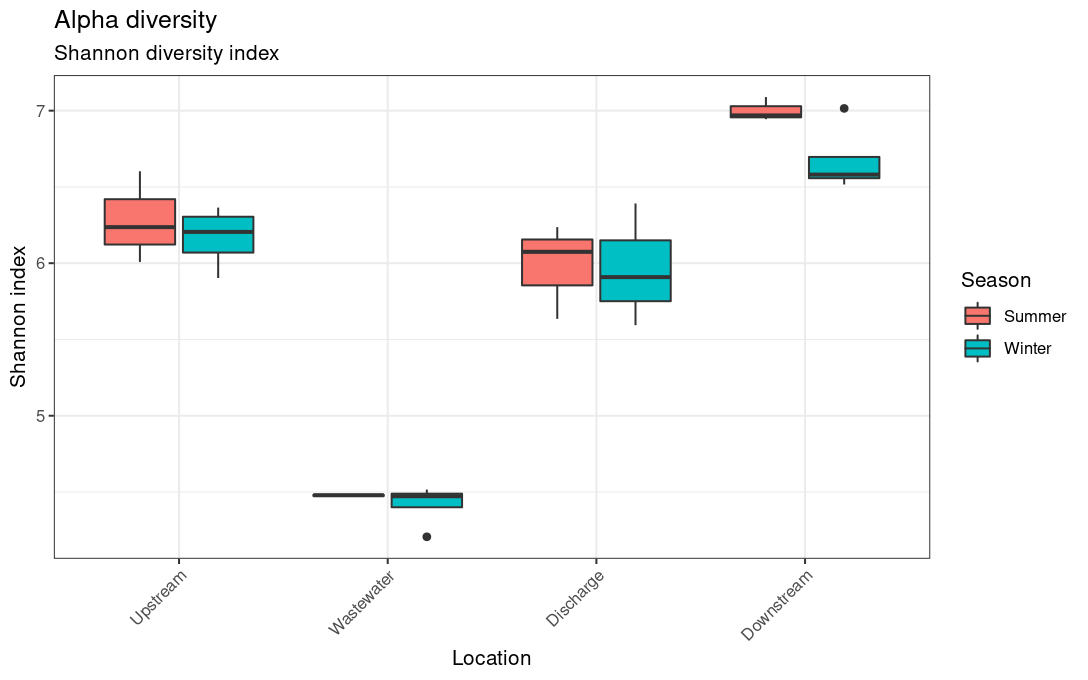 Alpha diversity
Shannon diversity index
7
6
5
Shannon index
Upstream
Wastewater
Discharge
Downstream
Location
Season
Summer
Winter